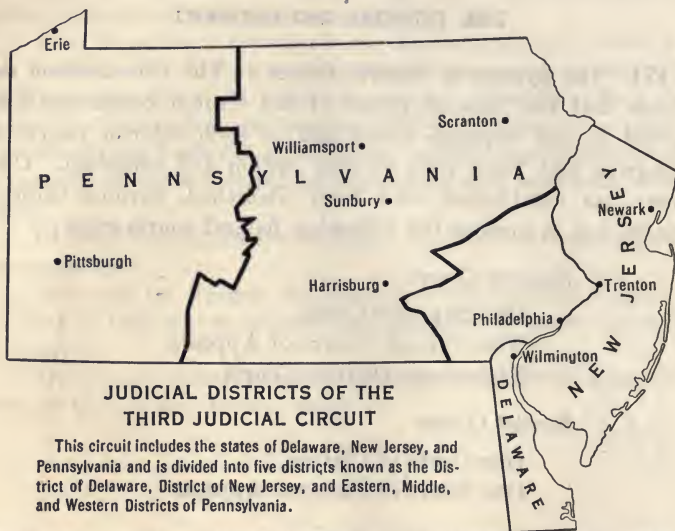 Erie
Scranton
Williamsport
PENNSYLVANIA
Sunbury
Newark
NEW JERSEY
Pittsburgh
Harrisburg
Trenton
Philadelphia
Wilmington
DELAWARE
JUDICIAL DISTRICTS OF THE
THIRD JUDICIAL CIRCUIT
This circuit includes the states of Delaware, New Jersey, and
Pennsylvania and is divided into five districts known as the Dis-
trict of Delaware, District of New Jersey, and Eastern, Middle,
and Western Districts of Pennsylvania.